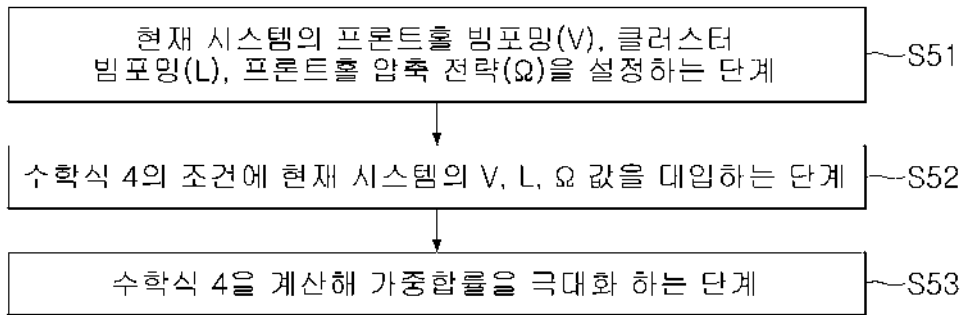 현재 시스템의 프론트홀 빔포밍(V), 클러스터
빔포밍(L), 프론트홀 압축 전략(Ω)을 설정하는 단계
S51
수학식 4의 조건에 현재 시스템의 V, L, Ω 값을 대입하는 단계
S52
수학식 4을 계산해 가중합률을 극대화 하는 단계
S53